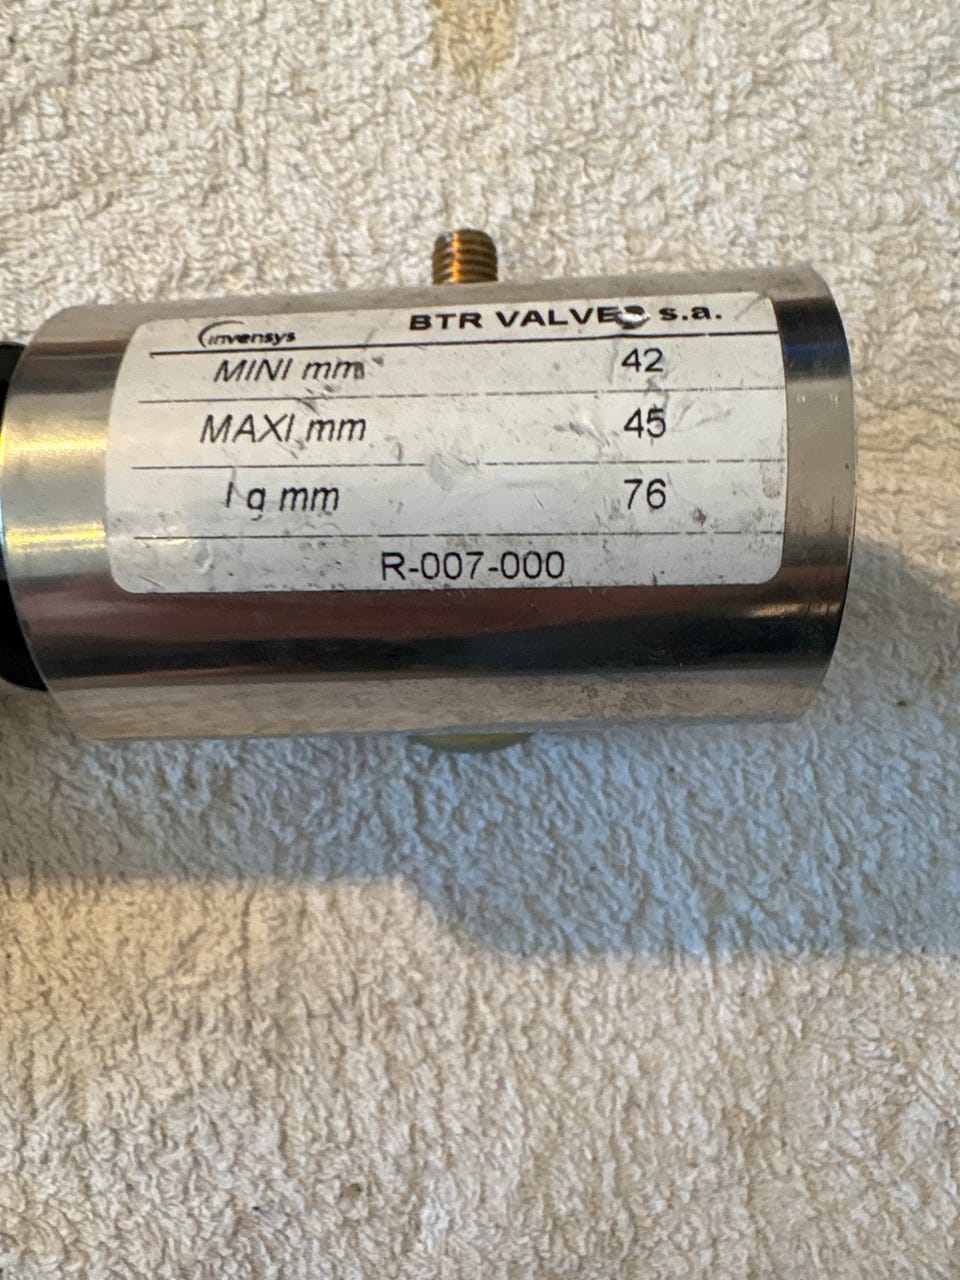 invensys BTR VALVES s.a.
MINI mm 42
MAXI mm 45
l g mm 76
R-007-000